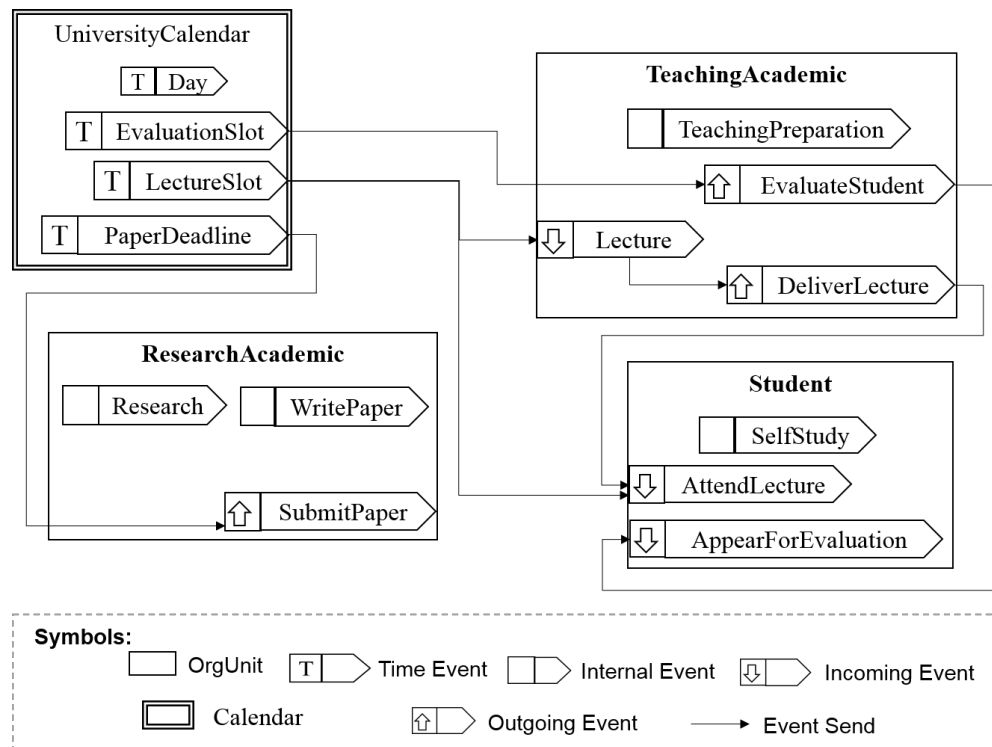 UniversityCalendar
T Day
T EvaluationSlot
T LectureSlot
T PaperDeadline
TeachingAcademic
TeachingPreparation
EvaluateStudent
Lecture
DeliverLecture
ResearchAcademic
Research
WritePaper
SubmitPaper
Student
SelfStudy
AttendLecture
AppearForEvaluation
Symbols:
OrgUnit
T Time Event
Internal Event
Incoming Event
Calendar
Outgoing Event
Event Send